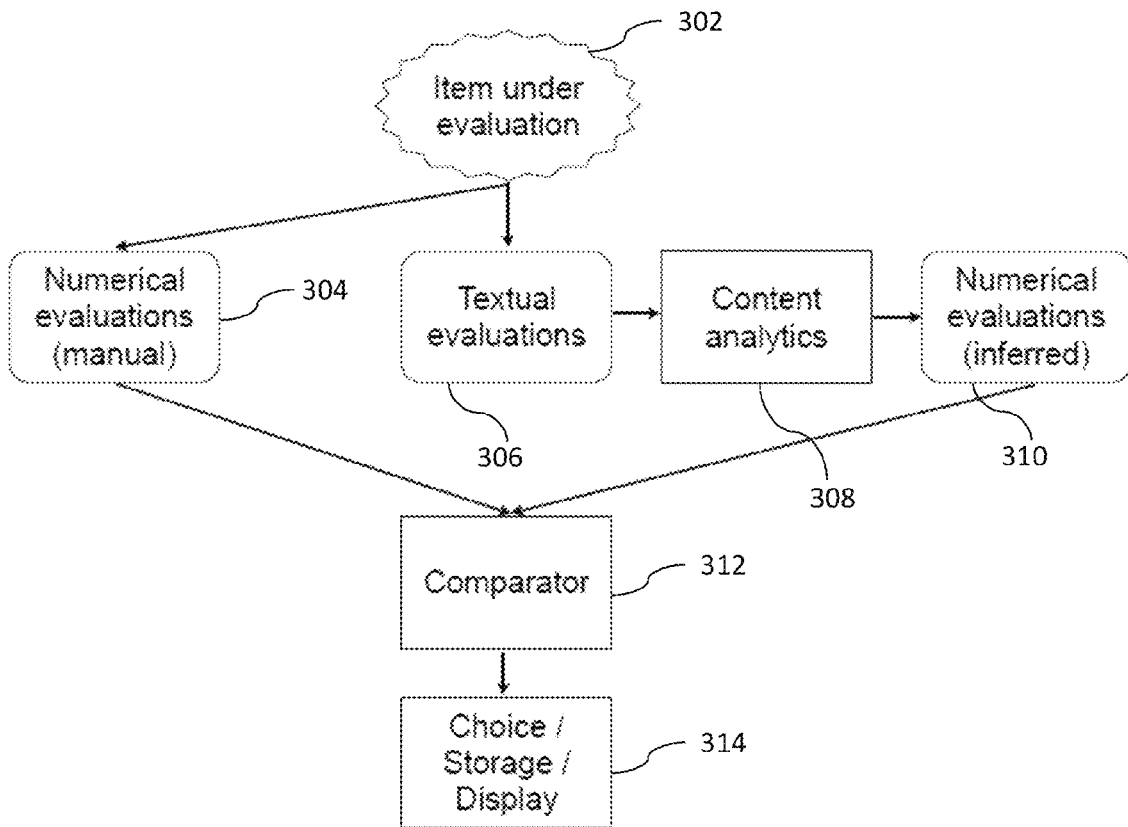 302
Item under
evaluation
Numerical
evaluations
(manual)
304
Textual
evaluations
306
Content
analytics
308
Numerical
evaluations
(inferred)
310
Comparator
312
Choice /
Storage /
Display
314